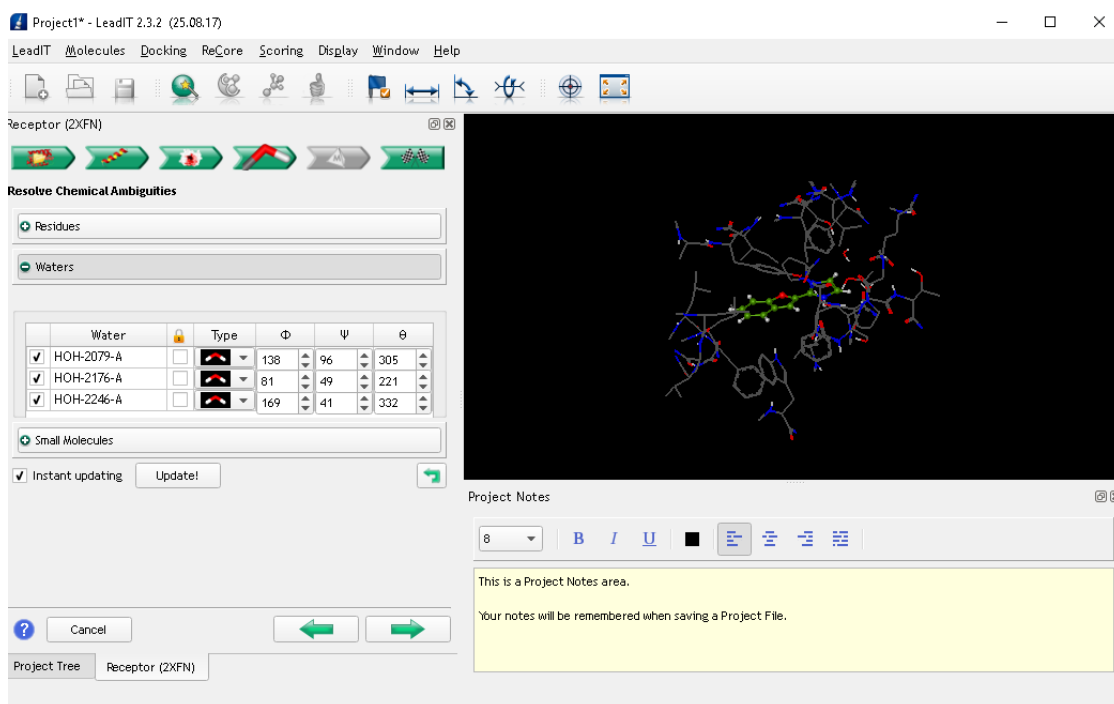 Project1* - LeadIT 2.3.2 (25.08.17)
LeadIT Molecules Docking ReCore Scoring Display Window Help
Receptor (2XFN)
Resolve Chemical Ambiguities
Residues
Waters
Water Type Φ Ψ θ
HOH-2079-A 138 96 305
HOH-2176-A 81 49 221
HOH-2246-A 169 41 332
Small Molecules
Instant updating Update!
Cancel
Project Tree Receptor (2XFN)
Project Notes
8 B I U
This is a Project Notes area.
Your notes will be remembered when saving a Project File.